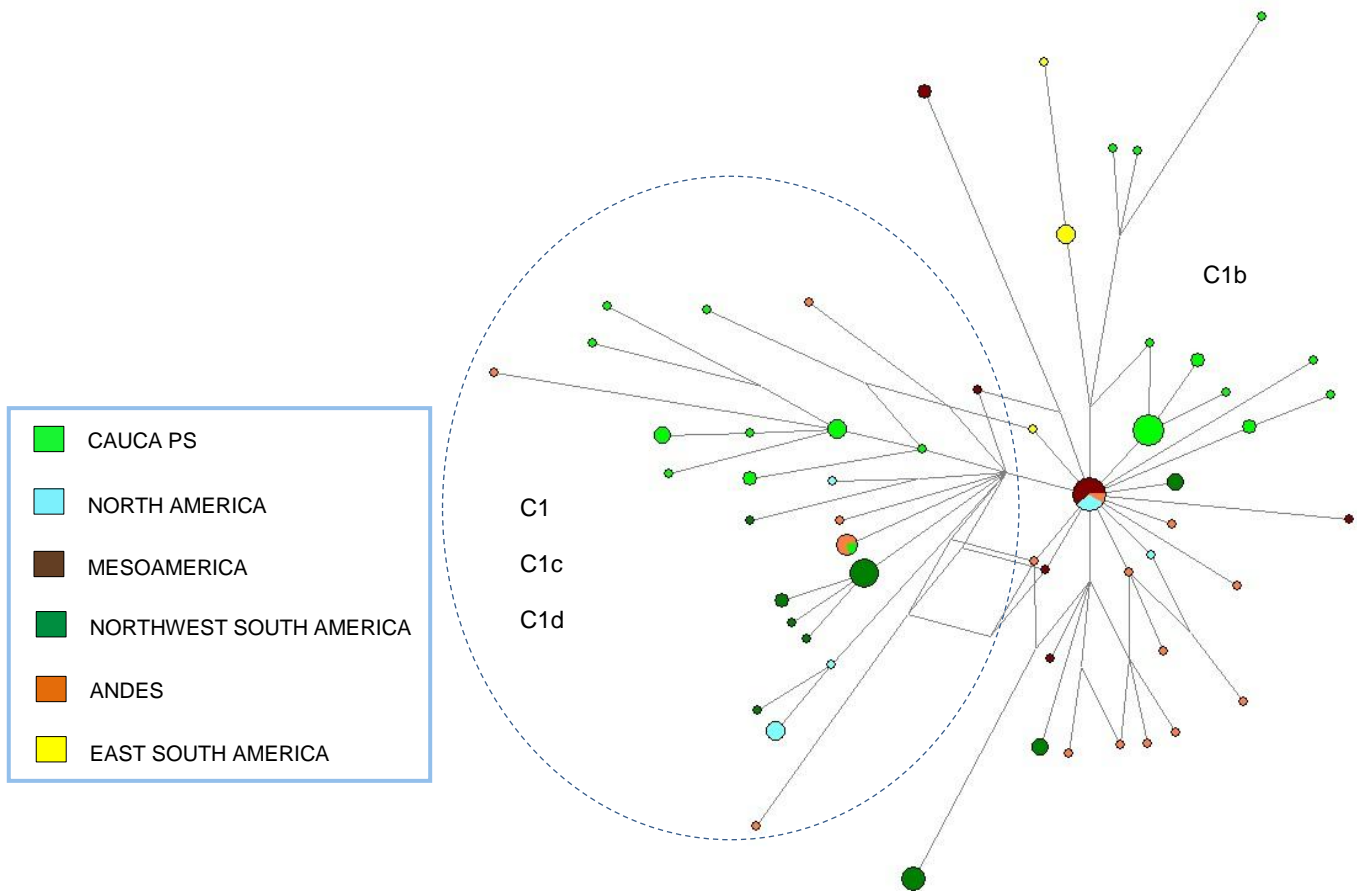 C1b
CAUCA PS
NORTH AMERICA
MESOAMERICA
NORTHWEST SOUTH AMERICA
ANDES
EAST SOUTH AMERICA
C1
C1c
C1d